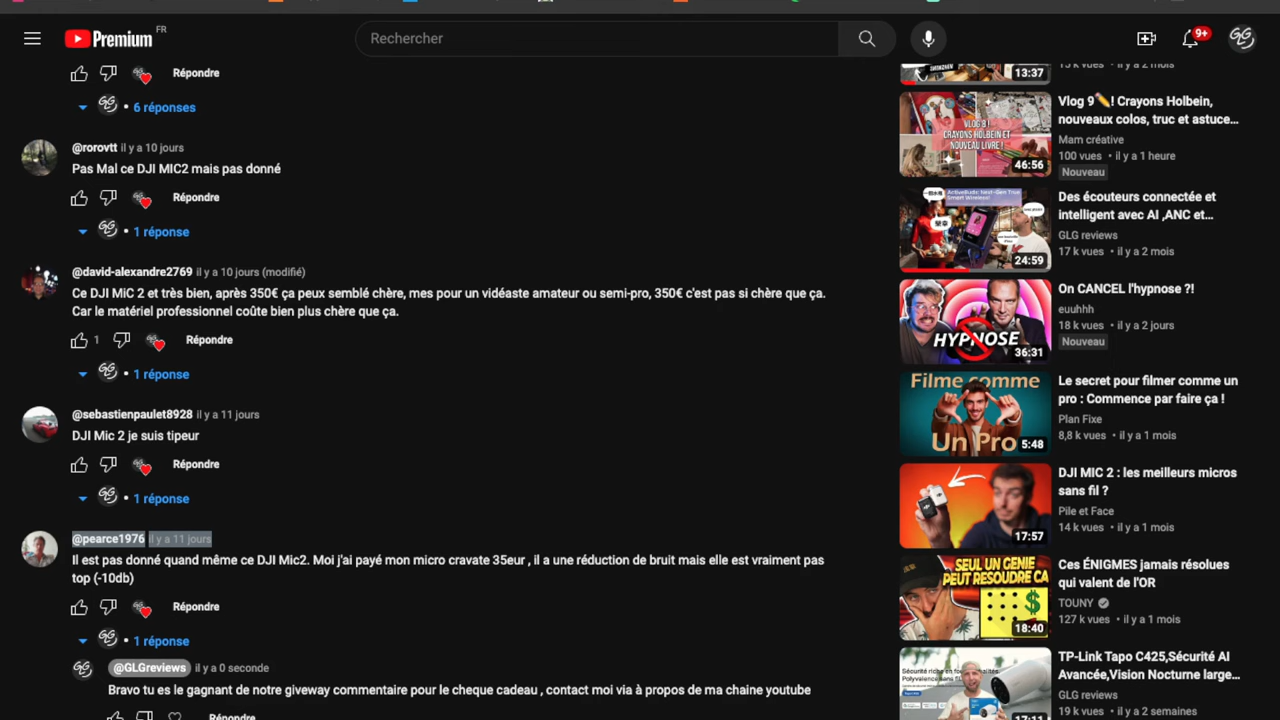 Premium FR
Rechercher
9+
Répondre
6 réponses
@rorovtt il y a 10 jours
Pas Mal ce DJI MIC2 mais pas donné
Répondre
1 réponse
@david-alexandre2769 il y a 10 jours (modifié)
Ce DJI MiC 2 et très bien, après 350€ ça peux semblé chère, mes pour un vidéaste amateur ou semi-pro, 350€ c'est pas si chère que ça.
Car le matériel professionnel coûte bien plus chère que ça.
1
Répondre
1 réponse
@sebastienpaulet8928 il y a 11 jours
DJI Mic 2 je suis tipeur
Répondre
1 réponse
@pearce1976 il y a 11 jours
Il est pas donné quand même ce DJI Mic2. Moi j'ai payé mon micro cravate 35eur , il a une réduction de bruit mais elle est vraiment pas
top (-10db)
Répondre
1 réponse
@GLGreviews il y a 0 seconde
Bravo tu es le gagnant de notre giveway commentaire pour le cheque cadeau , contact moi via à propos de ma chaine youtube
Répondre
13:37
il y a 2 mois
VLOG 9 !
CRAYONS HOLBEIN ET
NOUVEAU LIVRE !
46:56
Vlog 9✏️! Crayons Holbein,
nouveaux colos, truc et astuce...
Mam créative
100 vues • il y a 1 heure
Nouveau
24:59
Des écouteurs connectée et
intelligent avec AI ,ANC et...
GLG reviews
17 k vues • il y a 2 mois
HYPNOSE
36:31
On CANCEL l'hypnose ?!
euuhhh
18 k vues • il y a 2 jours
Nouveau
Filme comme
Un Pro
5:48
Le secret pour filmer comme un
pro : Commence par faire ça !
Plan Fixe
8,8 k vues • il y a 1 mois
17:57
DJI MIC 2 : les meilleurs micros
sans fil ?
Pile et Face
14 k vues • il y a 1 mois
SEUL UN GENIE
PEUT RESOUDRE CA
$
18:40
Ces ÉNIGMES jamais résolues
qui valent de l'OR
TOUNY
127 k vues • il y a 1 mois
17:11
TP-Link Tapo C425,Sécurité AI
Avancée,Vision Nocturne large...
GLG reviews
il y a 2 semaines